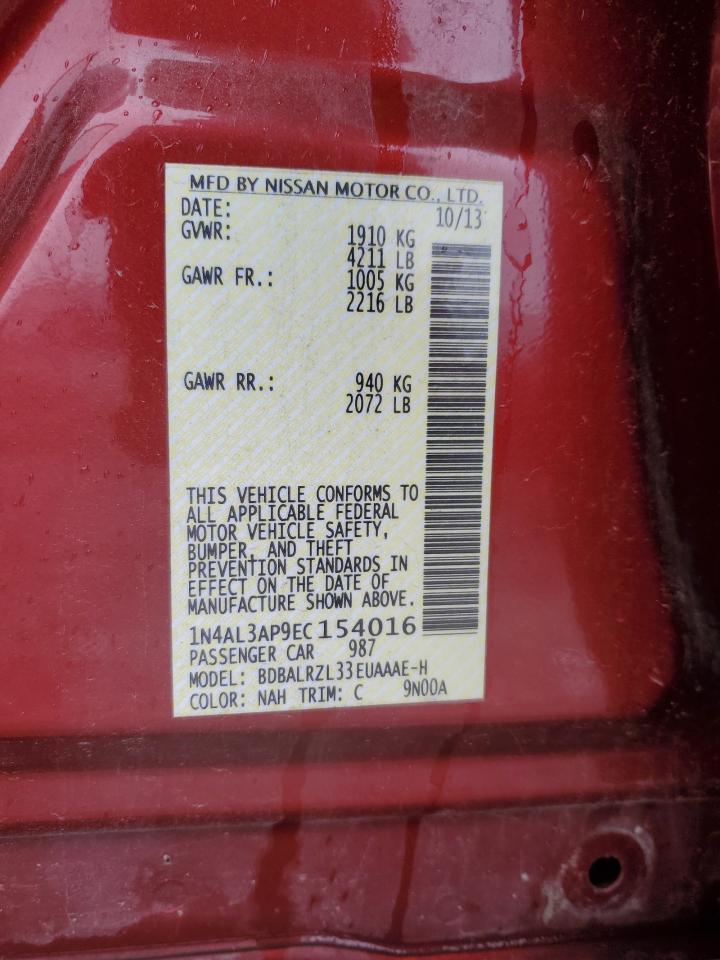 MFD BY NISSAN MOTOR CO., LTD.
DATE: 10/13
GVWR: 1910 KG
4211 LB
GAWR FR.: 1005 KG
2216 LB
GAWR RR.: 940 KG
2072 LB
THIS VEHICLE CONFORMS TO
ALL APPLICABLE FEDERAL
MOTOR VEHICLE SAFETY,
BUMPER, AND THEFT
PREVENTION STANDARDS IN
EFFECT ON THE DATE OF
MANUFACTURE SHOWN ABOVE.
1N4AL3AP9EC154016
PASSENGER CAR 987
MODEL: BDBALRZL33EUAAAE-H
COLOR: NAH TRIM: C 9N00A